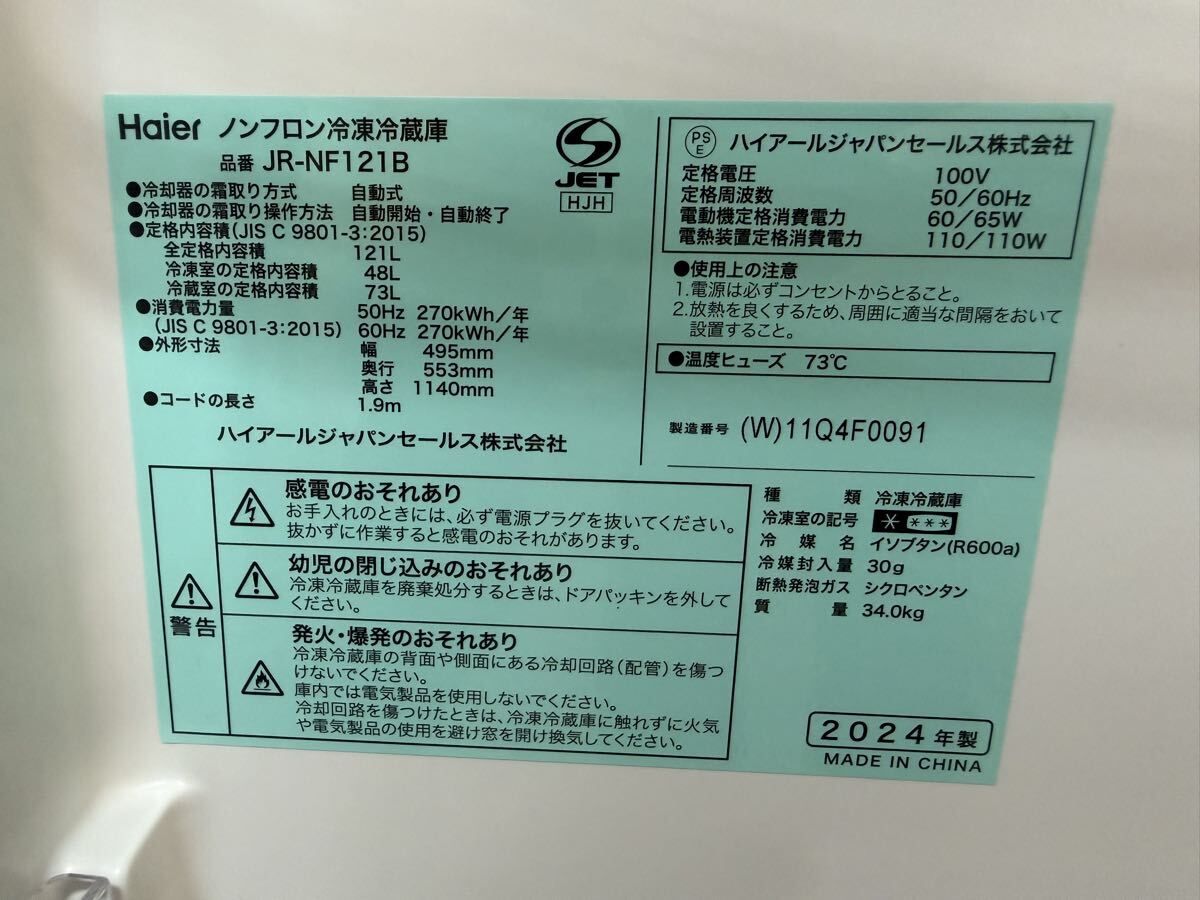 Haier ノンフロン冷凍冷蔵庫
品番 JR-NF121B
●冷却器の霜取り方式 自動式
●冷却器の霜取り操作方法 自動開始・自動終了
●定格内容積(JIS C 9801-3:2015)
全定格内容積 121L
冷凍室の定格内容積 48L
冷蔵室の定格内容積 73L
●消費電力量 50Hz 270kWh/年
(JIS C 9801-3:2015) 60Hz 270kWh/年
●外形寸法 幅 495mm
奥行 553mm
高さ 1140mm
●コードの長さ 1.9m
ハイアールジャパンセールス株式会社
S
JET
HJH
PS
E
ハイアールジャパンセールス株式会社
定格電圧 100V
定格周波数 50/60Hz
電動機定格消費電力 60/65W
電熱装置定格消費電力 110/110W
●使用上の注意
1.電源は必ずコンセントからとること。
2.放熱を良くするため、周囲に適当な間隔をおいて
設置すること。
●温度ヒューズ 73℃
製造番号 (W)11Q4F0091
警告
感電のおそれあり
お手入れのときには、必ず電源プラグを抜いてください。
抜かずに作業すると感電のおそれがあります。
幼児の閉じ込みのおそれあり
冷凍冷蔵庫を廃棄処分するときは、ドアパッキンを外して
ください。
発火・爆発のおそれあり
冷凍冷蔵庫の背面や側面にある冷却回路(配管)を傷つ
けないでください。
庫内では電気製品を使用しないでください。
冷却回路を傷つけたときは、冷凍冷蔵庫に触れずに火気
や電気製品の使用を避け窓を開け換気してください。
種類 冷凍冷蔵庫
冷凍室の記号 * ***
冷媒名 イソブタン(R600a)
冷媒封入量 30g
断熱発泡ガス シクロペンタン
質量 34.0kg
2024年製
MADE IN CHINA